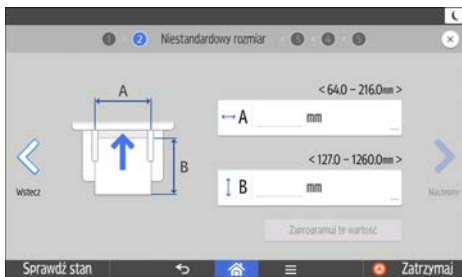 1 2 Niestandardowy rozmiar 3 4 5
A
B
< 64.0 – 216.0mm >
A mm
...
< 127.0 – 1260.0mm >
B mm
...
Wstecz
Następny
Zaprogramuj te wartość
Sprawdź stan
Zatrzymaj